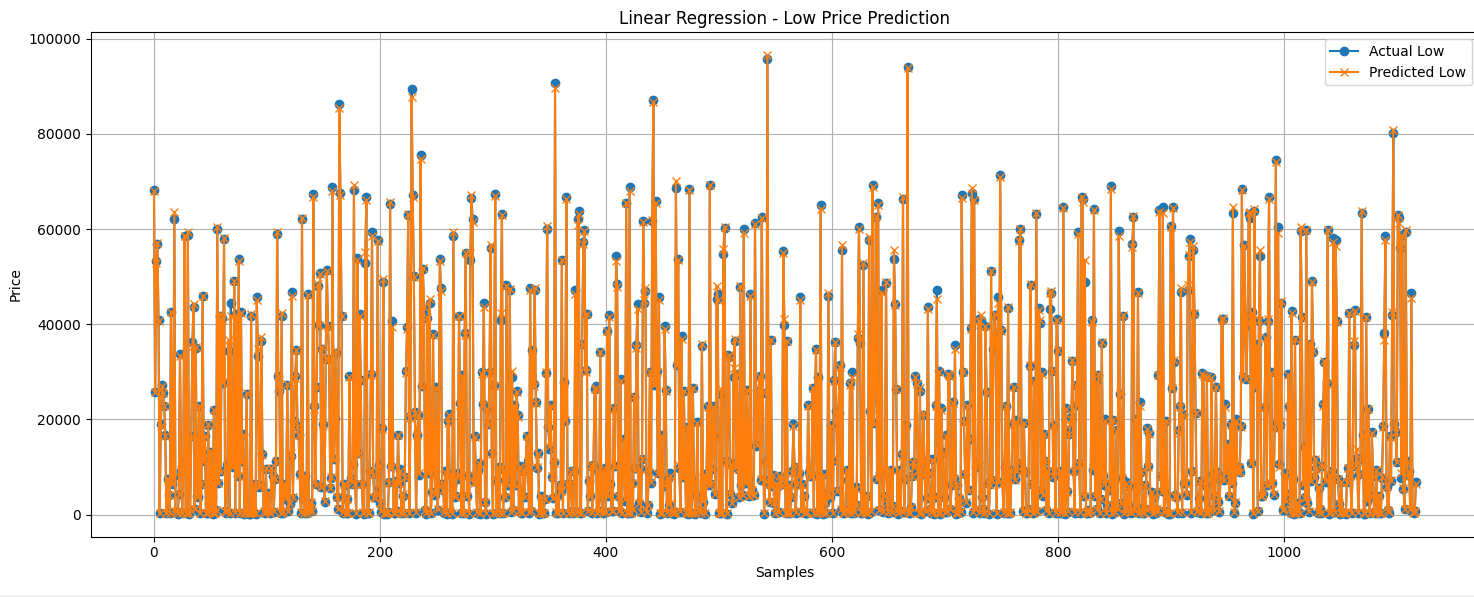 Linear Regression - Low Price Prediction
100000
80000
60000
40000
20000
0
Price
Actual Low
Predicted Low
0 200 400 600 800 1000
Samples